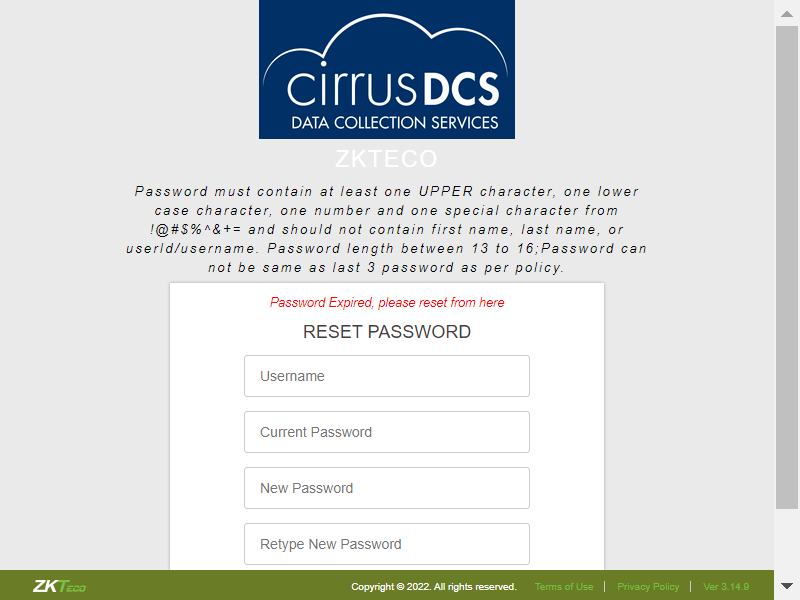 cirrus DCS
DATA COLLECTION SERVICES
ZKTECO
Password must contain at least one UPPER character, one lower
case character, one number and one special character from
!@#$%^&+= and should not contain first name, last name, or
userId/username. Password length between 13 to 16;Password can
not be same as last 3 password as per policy.
Password Expired, please reset from here
RESET PASSWORD
Username
Current Password
New Password
Retype New Password
ZKTeco Copyright © 2022. All rights reserved. Terms of Use | Privacy Policy | Ver 3.14.9